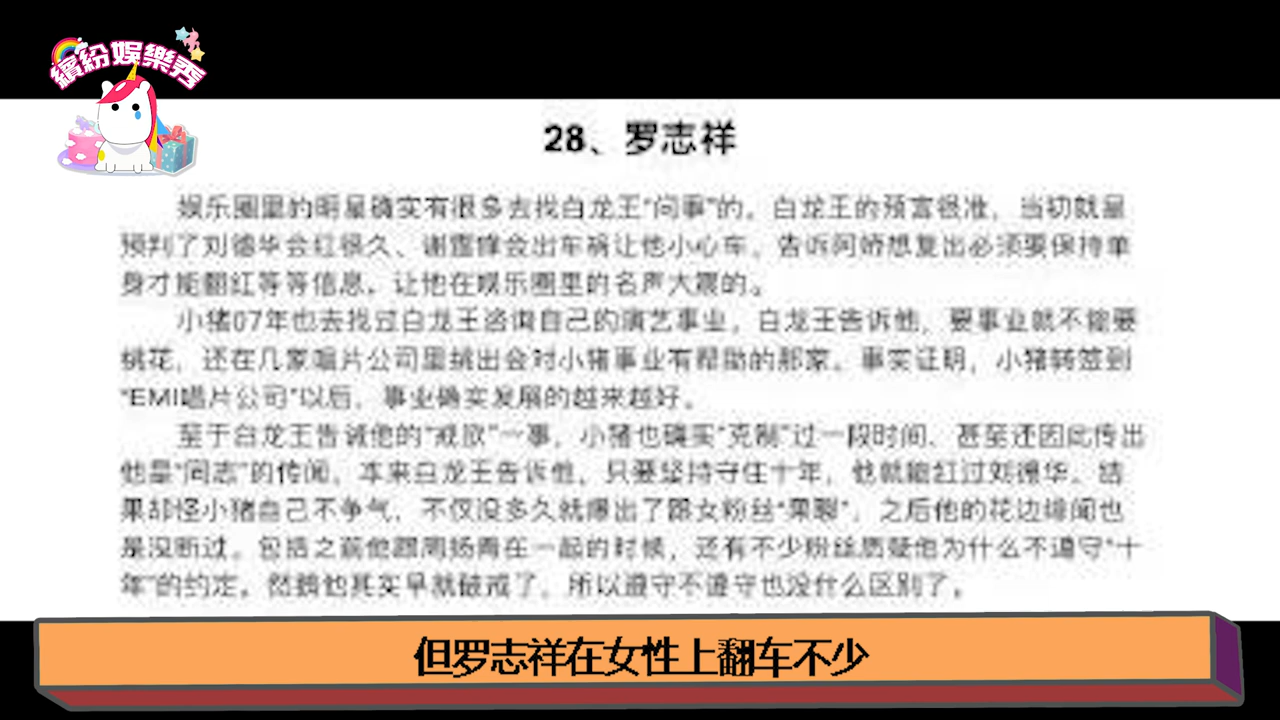 繽紛娛樂秀
28、罗志祥
娱乐圈里的明星确实有很多去找白龙王“问事”的。白龙王的预言很准，当初就是
预判了刘德华会红很久、谢霆锋会出车祸让他小心车、告诉阿娇想复出必须要保持单
身才能翻红等等信息，让他在娱乐圈里的名声大震的。
小猪07年也去找过白龙王咨询自己的演艺事业，白龙王告诉他，要事业就不能要
桃花，还在几家唱片公司里挑出会对小猪事业有帮助的那家。事实证明，小猪转签到
“EMI唱片公司”以后，事业确实发展的越来越好。
至于白龙王告诫他的“戒欲”一事，小猪也确实“克制”过一段时间，甚至还因此传出
他是“同志”的传闻。本来白龙王告诉他，只要坚持守住十年，他就能红过刘德华。结
果却怪小猪自己不争气，不仅没多久就爆出了跟女粉丝“果聊”，之后他的花边绯闻也
是没断过。包括之前他跟周扬青在一起的时候，还有不少粉丝质疑他为什么不遵守“十
年”的约定。然鹅他其实早就破戒了，所以遵守不遵守也没什么区别了。
但罗志祥在女性上翻车不少